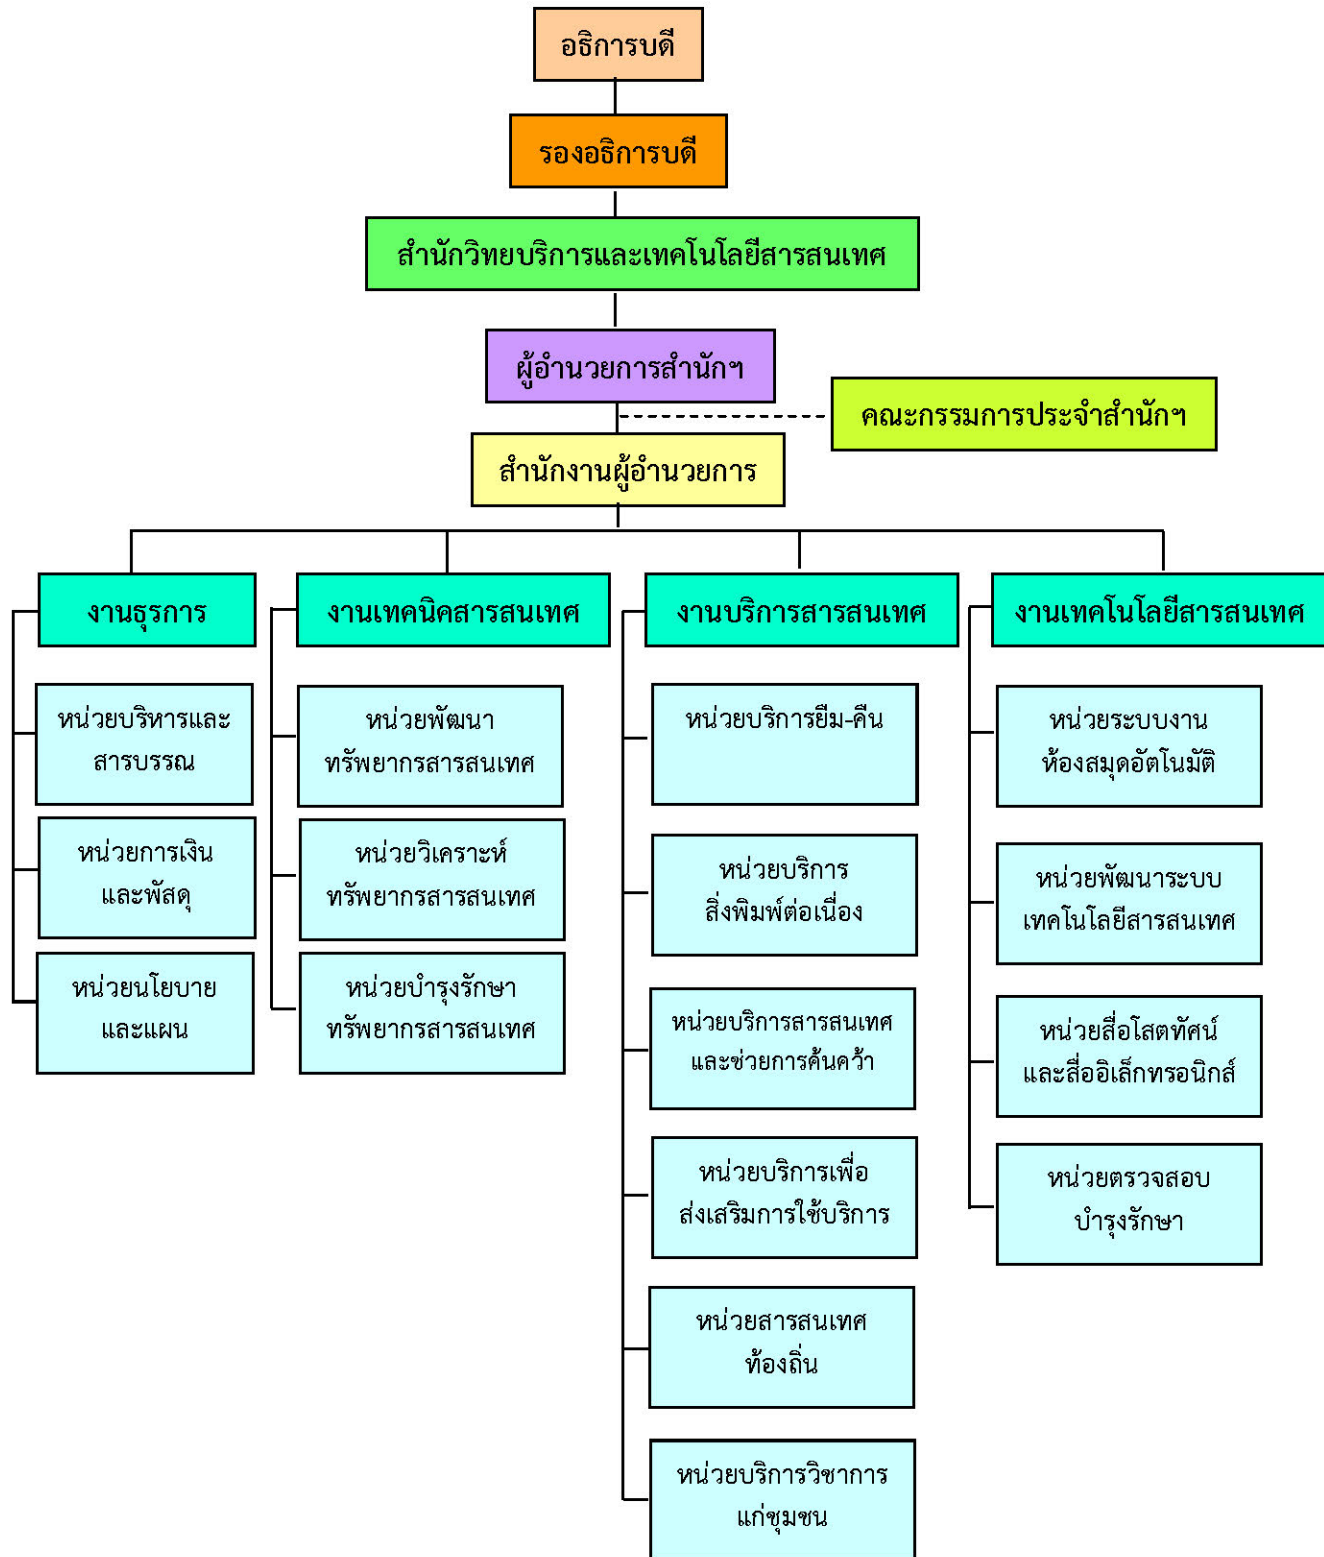 อธิการบดี
รองอธิการบดี
สำนักวิทยบริการและเทคโนโลยีสารสนเทศ
ผู้อำนวยการสำนักฯ
คณะกรรมการประจำสำนักฯ
สำนักงานผู้อำนวยการ
งานธุรการ
หน่วยบริหารและ
สารบรรณ
หน่วยการเงิน
และพัสดุ
หน่วยนโยบาย
และแผน
งานเทคนิคสารสนเทศ
หน่วยพัฒนา
ทรัพยากรสารสนเทศ
หน่วยวิเคราะห์
ทรัพยากรสารสนเทศ
หน่วยบำรุงรักษา
ทรัพยากรสารสนเทศ
งานบริการสารสนเทศ
หน่วยบริการยืม-คืน
หน่วยบริการ
สิ่งพิมพ์ต่อเนื่อง
หน่วยบริการสารสนเทศ
และช่วยการค้นคว้า
หน่วยบริการเพื่อ
ส่งเสริมการใช้บริการ
หน่วยสารสนเทศ
ท้องถิ่น
หน่วยบริการวิชาการ
แก่ชุมชน
งานเทคโนโลยีสารสนเทศ
หน่วยระบบงาน
ห้องสมุดอัตโนมัติ
หน่วยพัฒนาระบบ
เทคโนโลยีสารสนเทศ
หน่วยสื่อโสตทัศน์
และสื่ออิเล็กทรอนิกส์
หน่วยตรวจสอบ
บำรุงรักษา